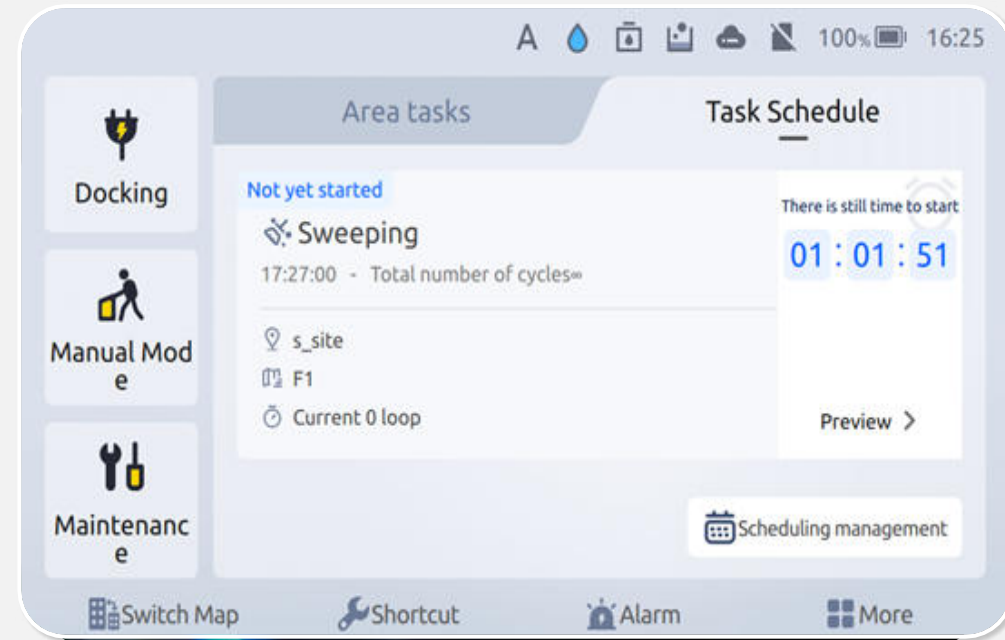 A 100% 16:25
Docking
Manual Mod
e
Maintenanc
e
Area tasks
Task Schedule
Not yet started
Sweeping
17:27:00 - Total number of cycles∞
s_site
F1
Current 0 loop
There is still time to start
01 : 01 : 51
Preview >
Scheduling management
Switch Map
Shortcut
Alarm
More